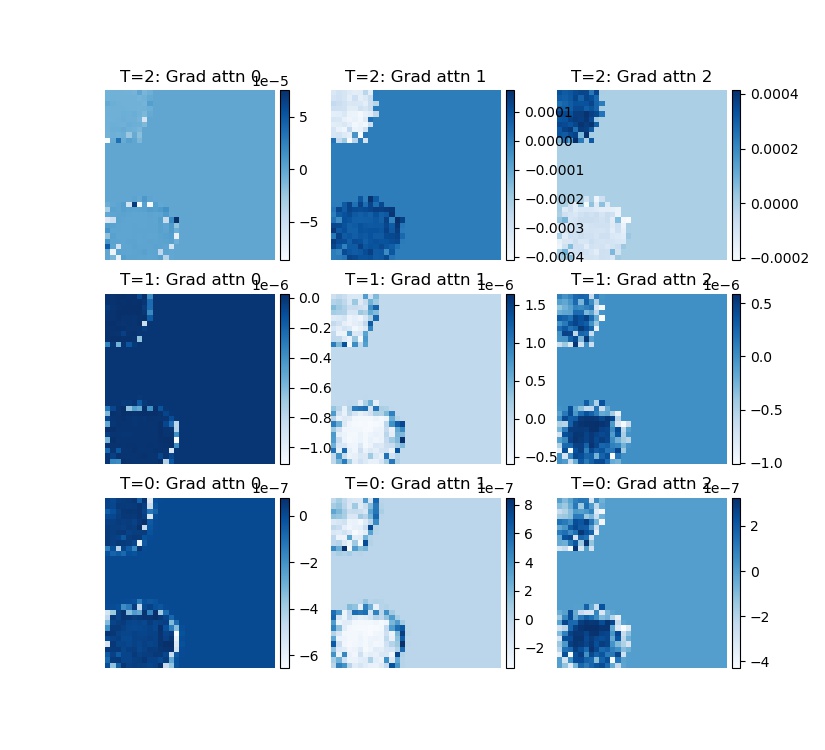 T=2: Grad attn 0
1e−5
5
0
−5
T=2: Grad attn 1
0.0001
0.0000
−0.0001
−0.0002
−0.0003
−0.0004
T=2: Grad attn 2
0.0004
0.0002
0.0000
−0.0002
T=1: Grad attn 0
1e−6
0.0
−0.2
−0.4
−0.6
−0.8
−1.0
T=1: Grad attn 1
1e−6
1.5
1.0
0.5
0.0
−0.5
T=1: Grad attn 2
1e−6
0.5
0.0
−0.5
−1.0
T=0: Grad attn 0
1e−7
0
−2
−4
−6
T=0: Grad attn 1
1e−7
8
6
4
2
0
−2
T=0: Grad attn 2
1e−7
2
0
−2
−4